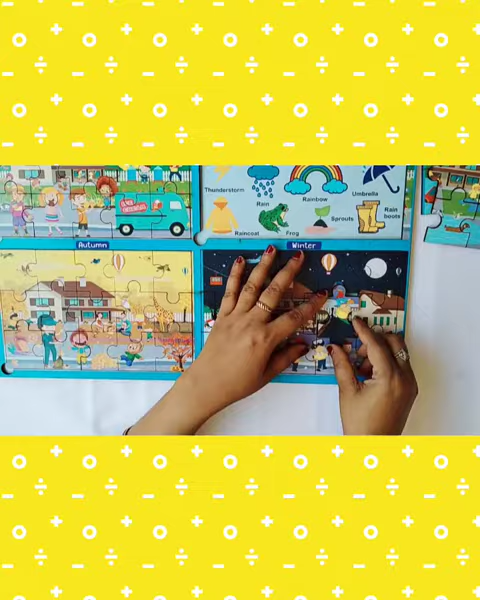 Thunderstorm
Rain
Rainbow
Umbrella
Raincoat
Frog
Sprouts
Rain
boots
Autumn
Winter